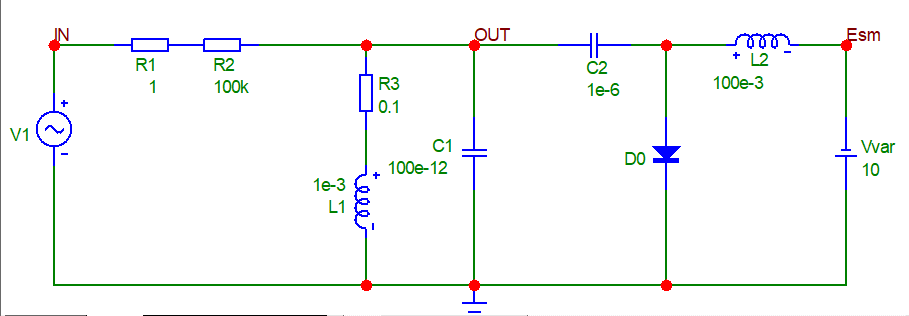 IN
OUT
Esm
R1
1
R2
100k
R3
0.1
C2
1e-6
L2
100e-3
V1
C1
100e-12
D0
Vvar
10
1e-3
L1